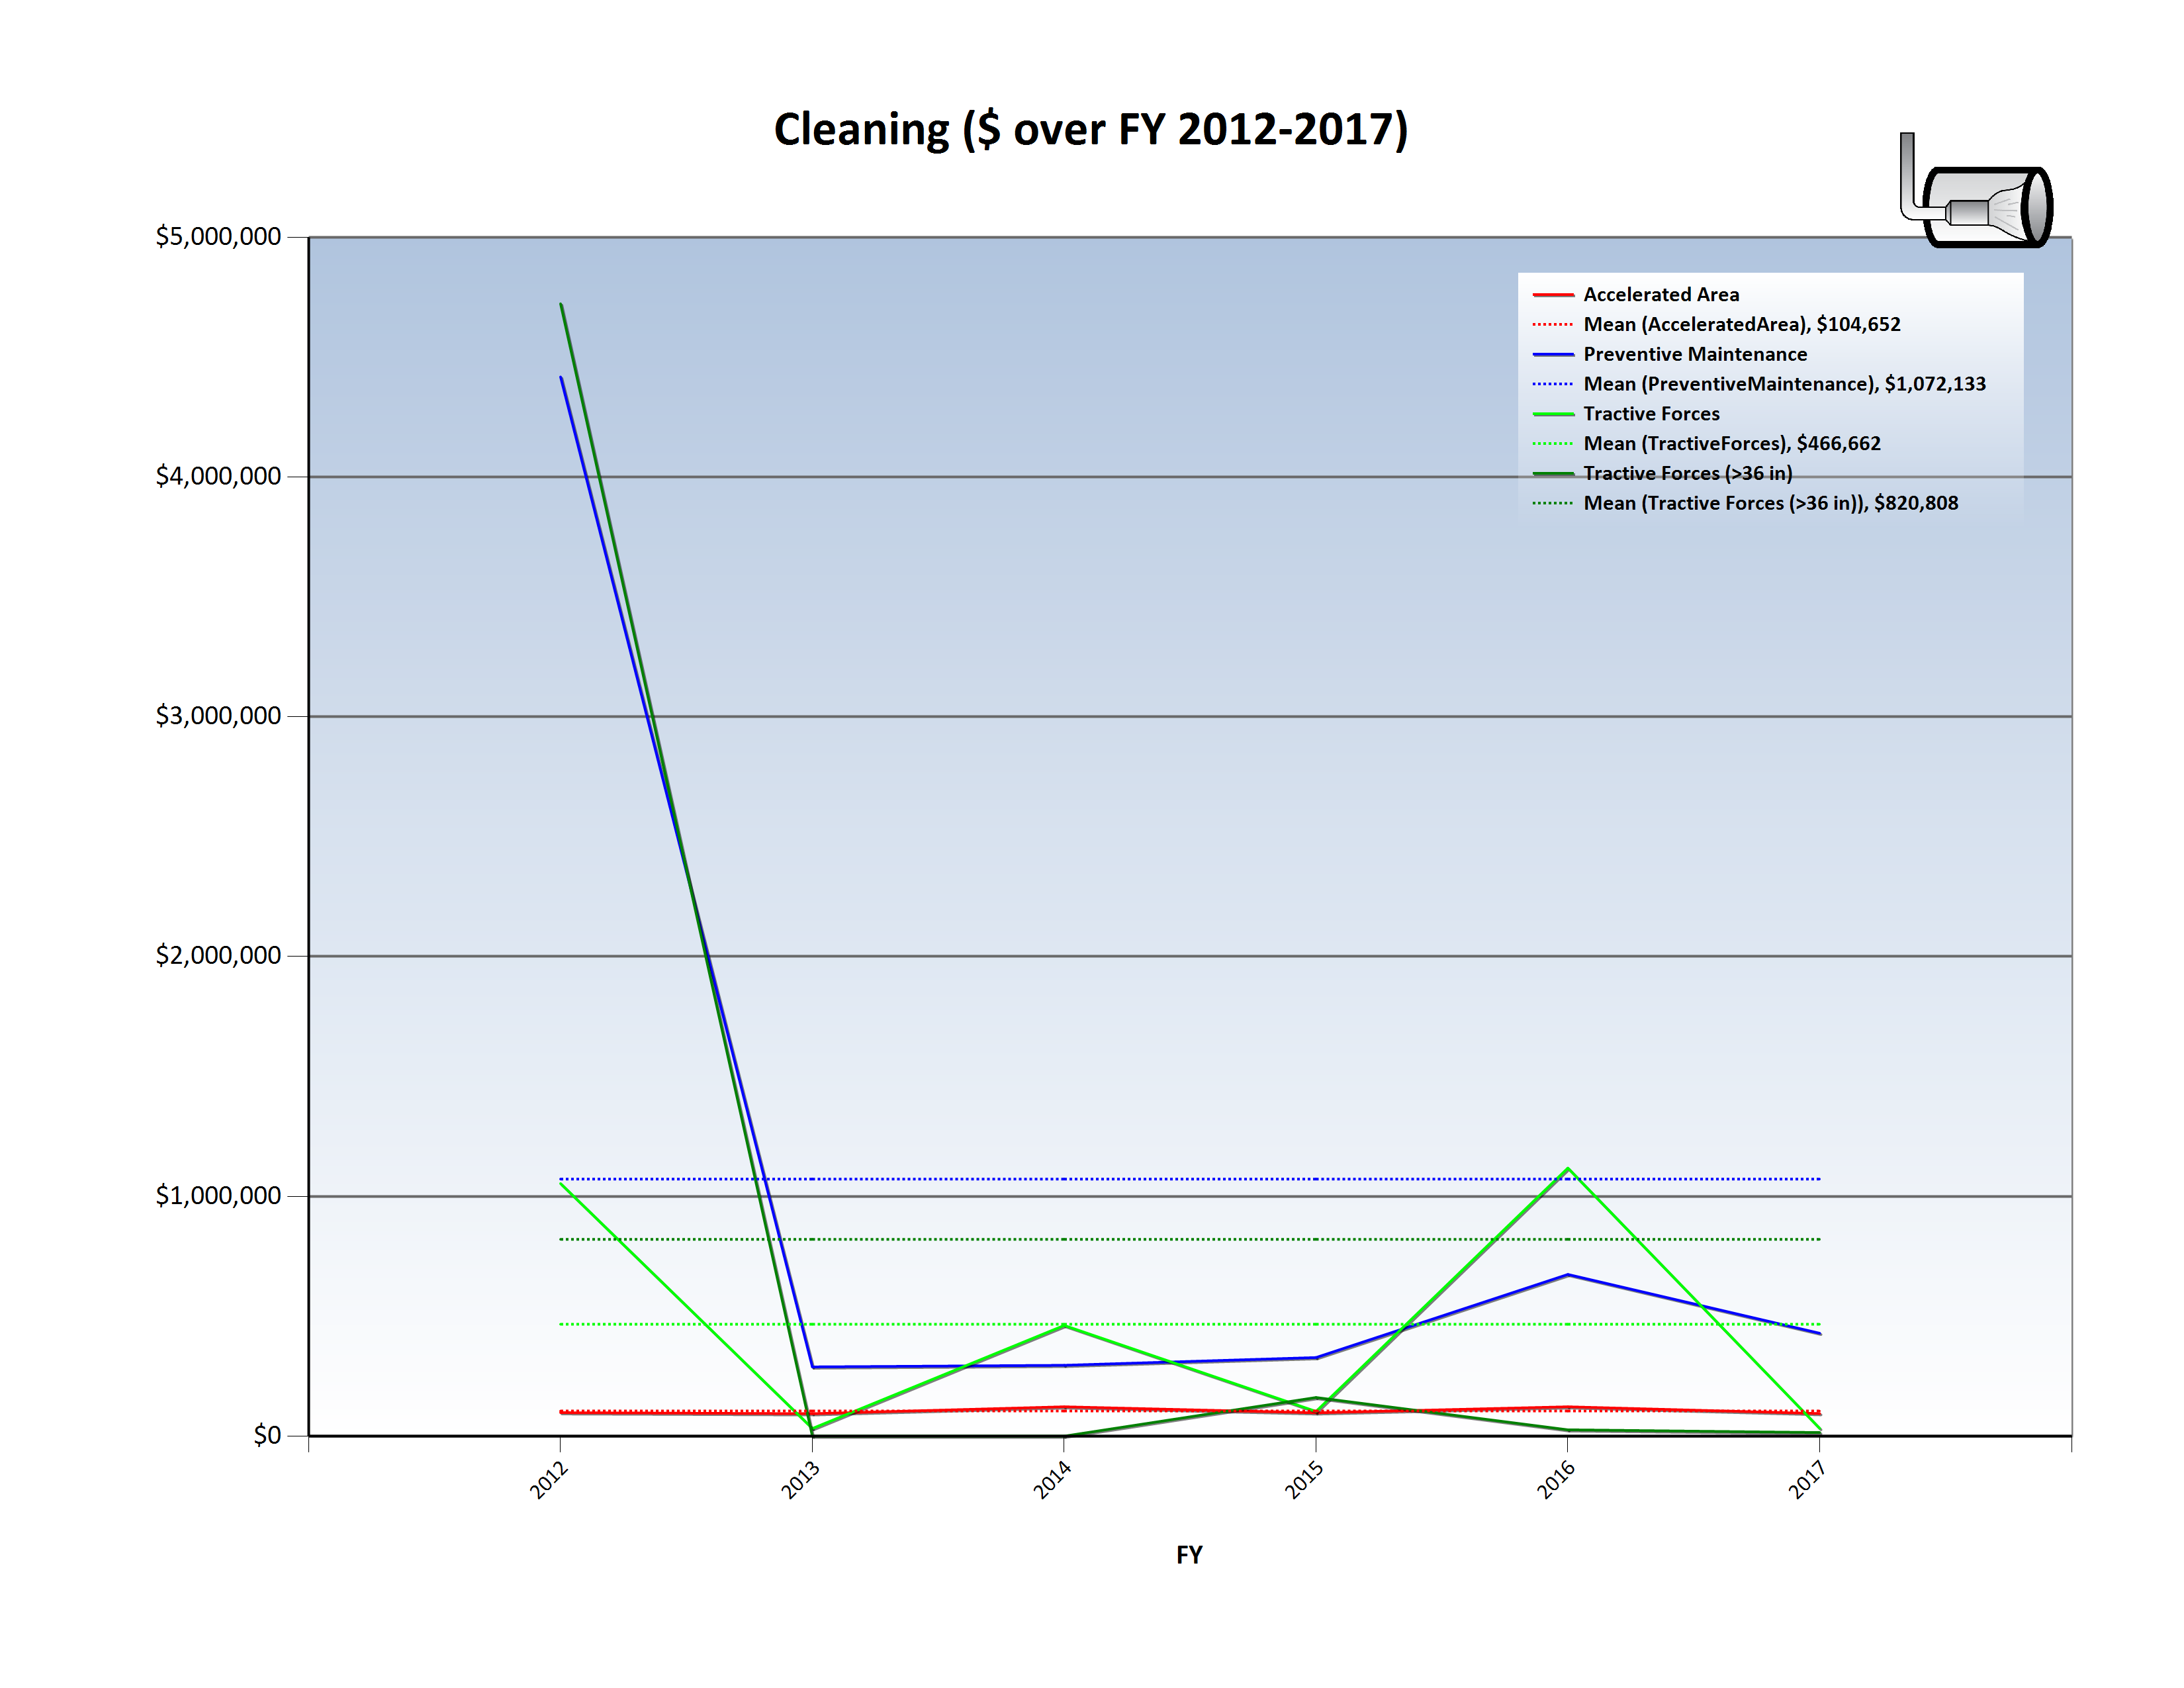 Cleaning ($ over FY 2012-2017)
$5,000,000
$4,000,000
$3,000,000
$2,000,000
$1,000,000
$0
Accelerated Area
Mean (AcceleratedArea), $104,652
Preventive Maintenance
Mean (PreventiveMaintenance), $1,072,133
Tractive Forces
Mean (TractiveForces), $466,662
Tractive Forces (>36 in)
Mean (Tractive Forces (>36 in)), $820,808
2012
2013
2014
2015
2016
2017
FY